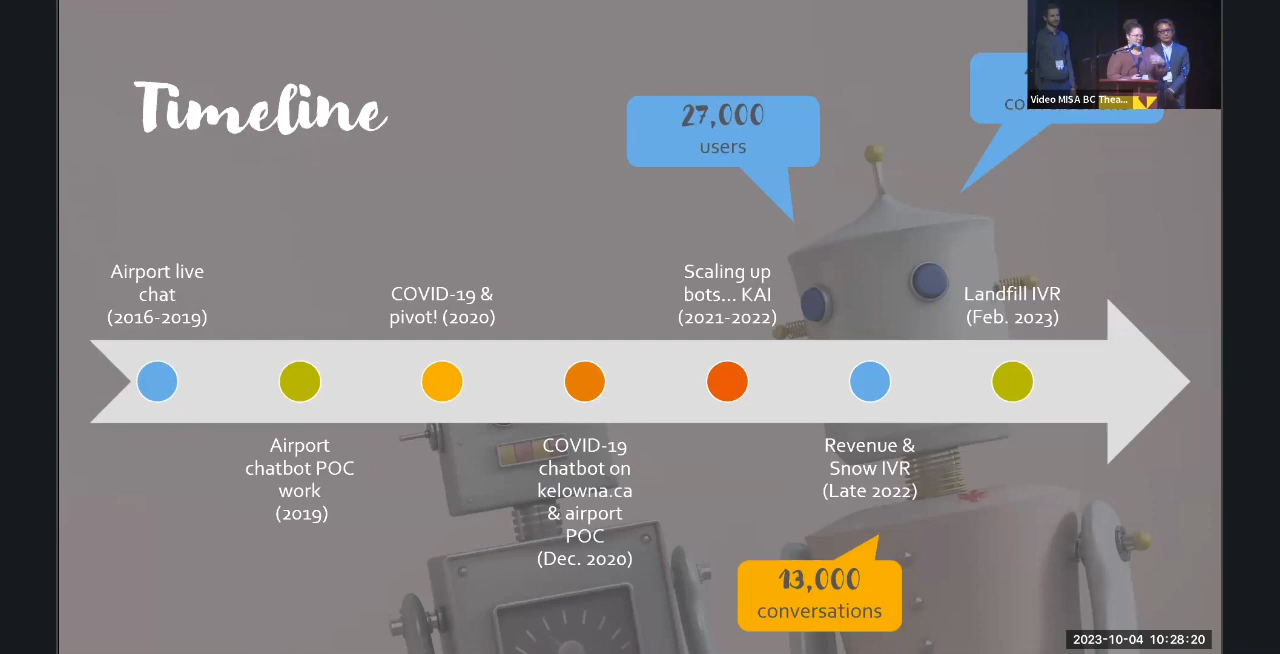 Timeline
27,000
users
Video MISA BC Thea...
Airport live
chat
(2016-2019)
COVID-19 &
pivot! (2020)
Scaling up
bots... KAI
(2021-2022)
Landfill IVR
(Feb. 2023)
Airport
chatbot POC
work
(2019)
COVID-19
chatbot on
kelowna.ca
& airport
POC
(Dec. 2020)
Revenue &
Snow IVR
(Late 2022)
13,000
conversations
2023-10-04 10:28:20